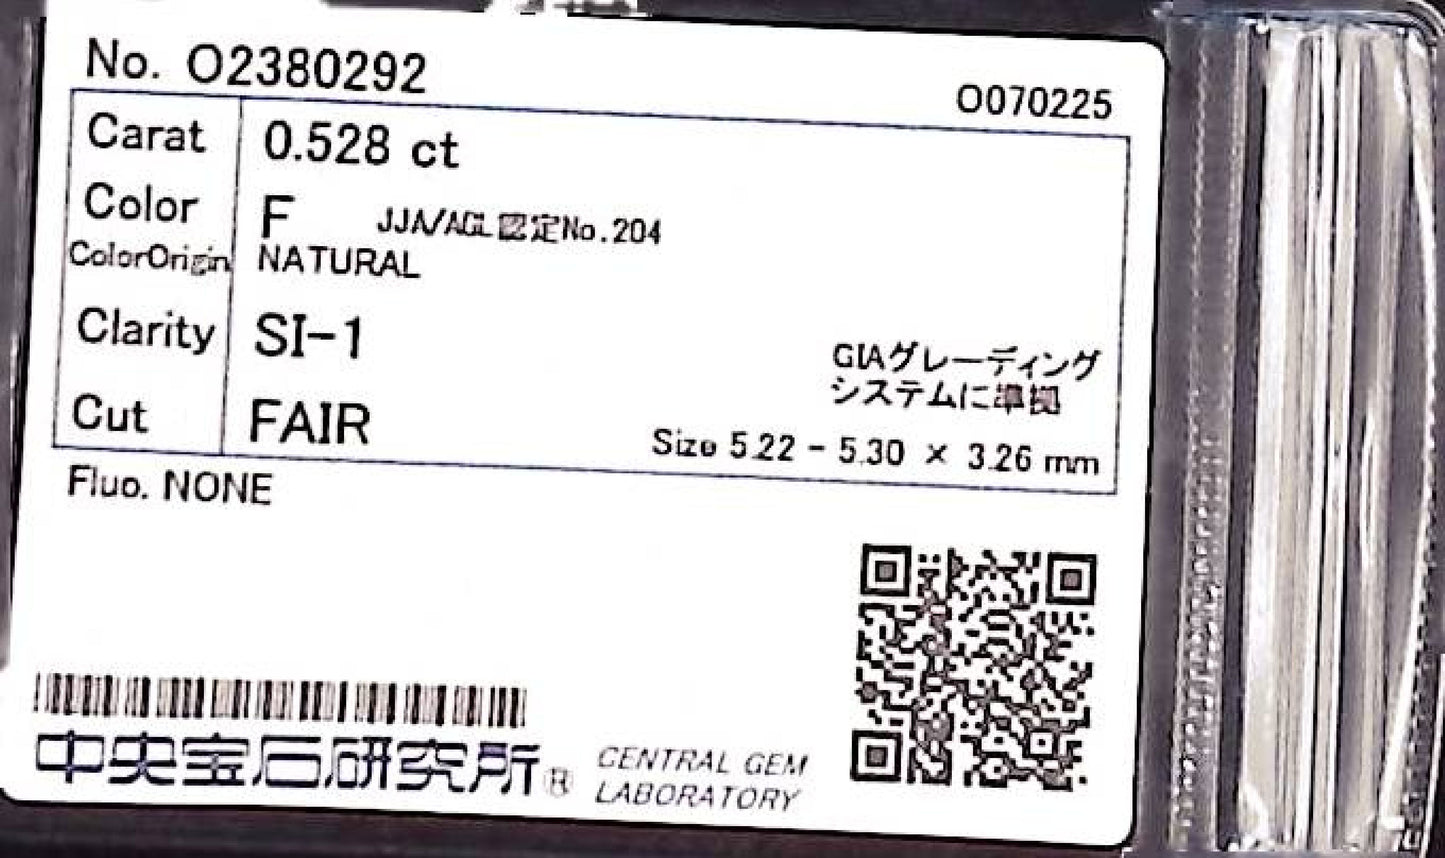 No. O2380292
O070225
Carat 0.528 ct
Color F JJA/AGL認定No.204
ColorOrigin NATURAL
Clarity SI-1
GIAグレーディング
システムに準拠
Cut FAIR
Size 5.22 - 5.30 × 3.26 mm
Fluo. NONE
中央宝石研究所® CENTRAL GEM
LABORATORY